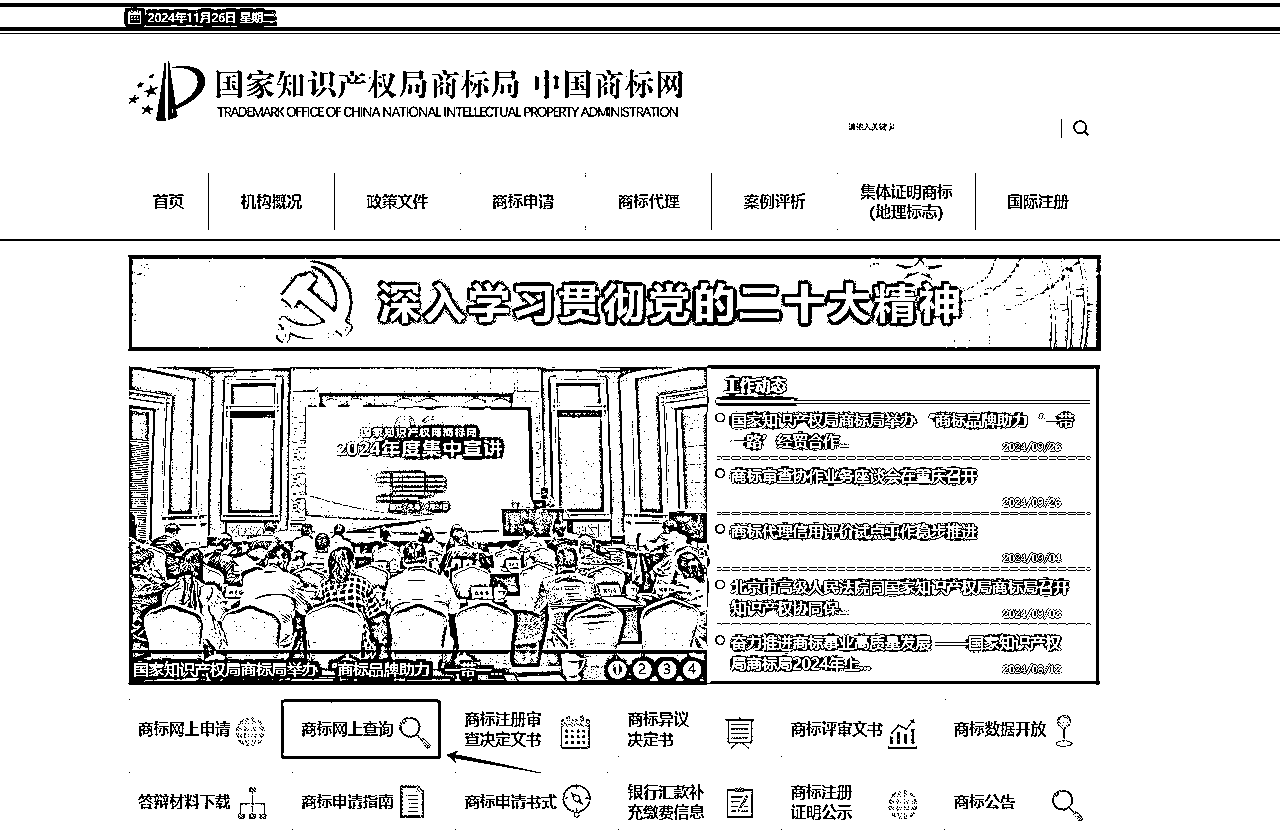 2024年11月26日 星期二
国家知识产权局商标局 中国商标网
TRADEMARK OFFICE OF CHINA NATIONAL INTELLECTUAL PROPERTY ADMINISTRATION
请输入关键字
首页
机构概况
政策文件
商标申请
商标代理
案例评析
集体证明商标
(地理标志)
国际注册
深入学习贯彻党的二十大精神
国家知识产权局商标局
2024年度集中宣讲
国家知识产权局商标局举办 “商标品牌助力 “一带一...
1 2 3 4
工作动态
国家知识产权局商标局举办 “商标品牌助力 “一带
一路” 经贸合作...
商标审查协作业务座谈会在重庆召开
商标代理信用评价试点工作稳步推进
北京市高级人民法院同国家知识产权局商标局召开
知识产权协同保...
奋力推进商标事业高质量发展 ——国家知识产权
局商标局2024年上...
商标网上申请
商标网上查询
商标注册审
查决定文书
商标异议
决定书
商标评审文书
商标数据开放
答辩材料下载
商标申请指南
商标申请书式
银行汇款补
充缴费信息
商标注册
证明公示
商标公告